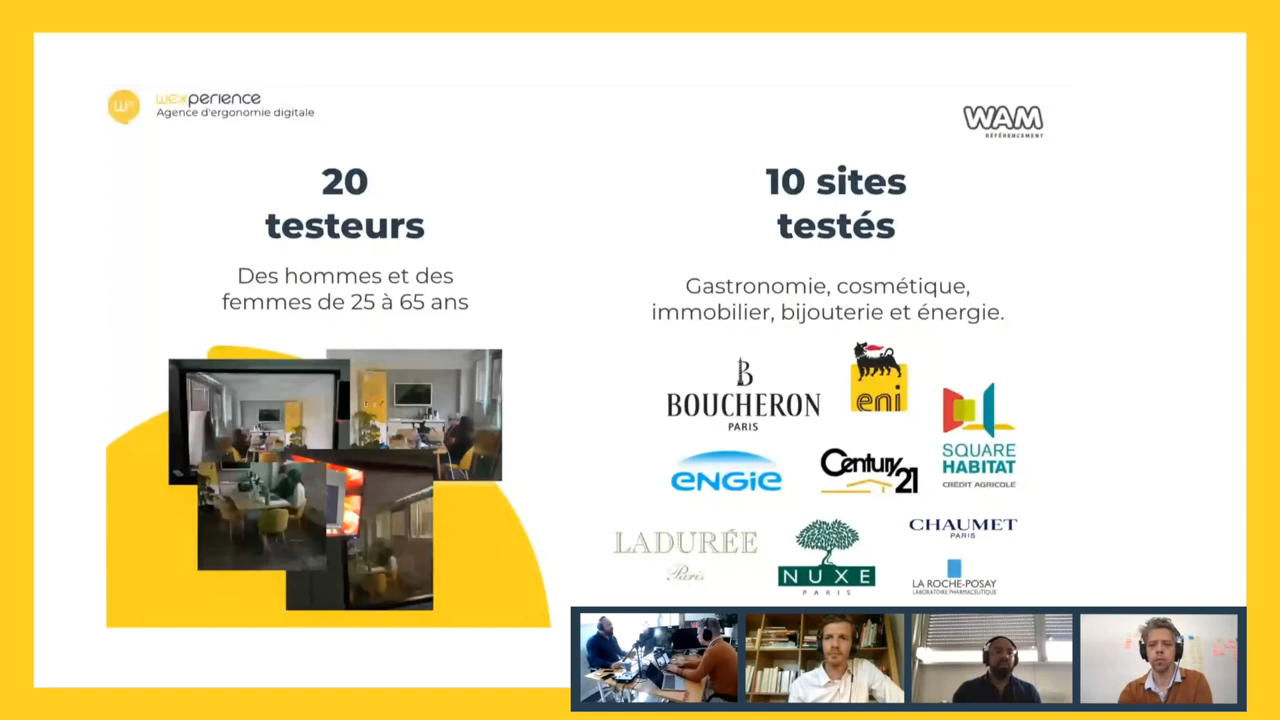 W
wexperience
Agence d'ergonomie digitale
WAM
RÉFÉRENCEMENT
20
testeurs
Des hommes et des
femmes de 25 à 65 ans
10 sites
testés
Gastronomie, cosmétique,
immobilier, bijouterie et énergie.
B
BOUCHERON
PARIS
eni
SQUARE
HABITAT
CRÉDIT AGRICOLE
ENGIE
Century
21
LADURÉE
Paris
NUXE
PARIS
CHAUMET
PARIS
LA ROCHE-POSAY
LABORATOIRE PHARMACEUTIQUE